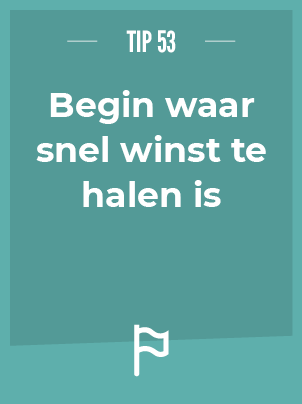 TIP 53
Begin waar
snel winst te
halen is